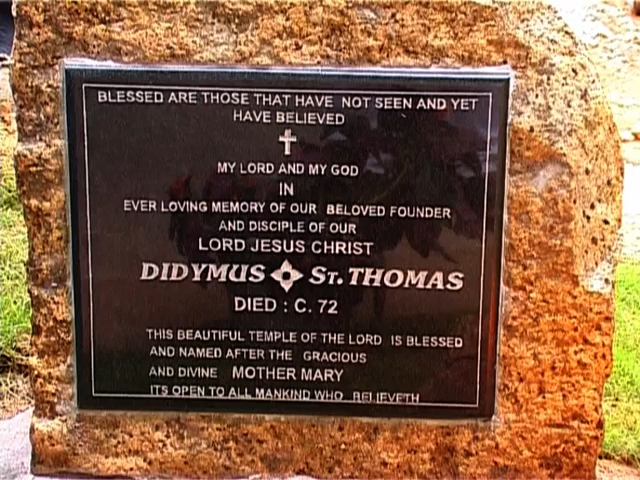 BLESSED ARE THOSE THAT HAVE NOT SEEN AND YET
HAVE BELIEVED
MY LORD AND MY GOD
IN
EVER LOVING MEMORY OF OUR BELOVED FOUNDER
AND DISCIPLE OF OUR
LORD JESUS CHRIST
DIDYMUS ST. THOMAS
DIED : C. 72
THIS BEAUTIFUL TEMPLE OF THE LORD IS BLESSED
AND NAMED AFTER THE GRACIOUS
AND DIVINE MOTHER MARY
ITS OPEN TO ALL MANKIND WHO BELIEVETH